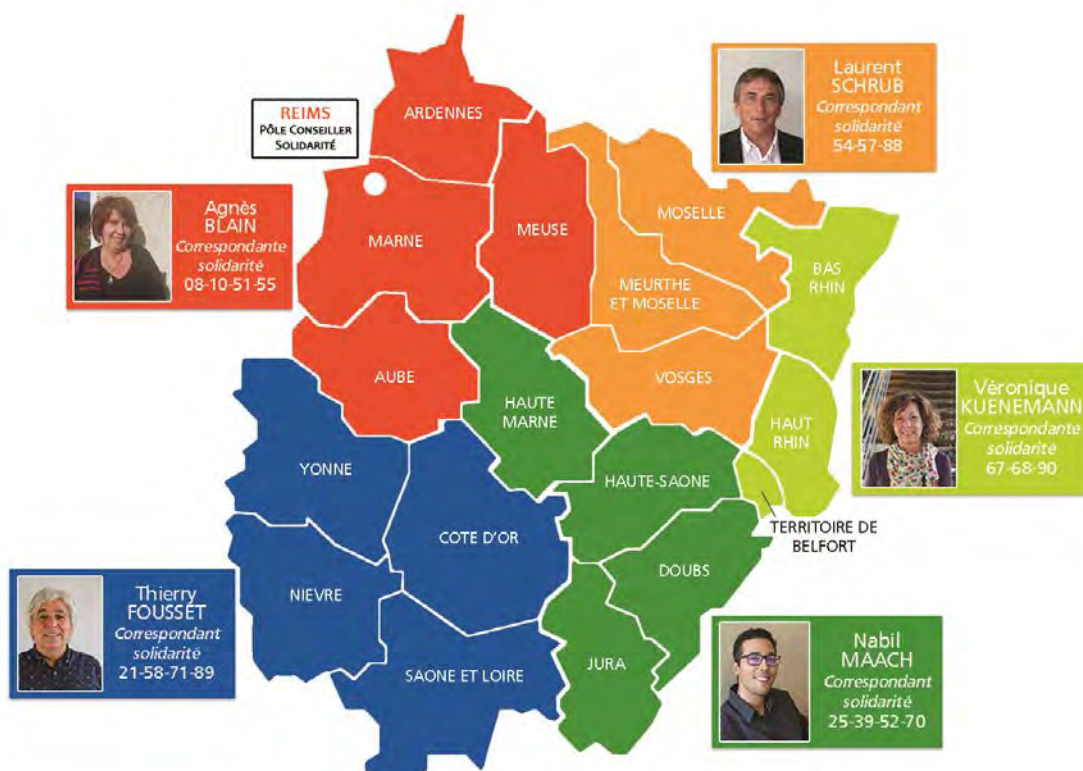 Laurent
SCHRUB
Correspondant
solidarité
54-57-88
REIMS
PÔLE CONSEILLER
SOLIDARITÉ
ARDENNES
Agnès
BLAIN
Correspondante
solidarité
08-10-51-55
MARNE
MEUSE
MOSELLE
MEURTHE
ET MOSELLE
BAS
RHIN
AUBE
HAUTE
MARNE
VOSGES
HAUT
RHIN
Véronique
KUENEMANN
Correspondante
solidarité
67-68-90
YONNE
HAUTE-SAONE
TERRITOIRE DE
BELFORT
COTE D'OR
DOUBS
NIEVRE
Thierry
FOUSSET
Correspondant
solidarité
21-58-71-89
SAONE ET LOIRE
JURA
Nabil
MAACH
Correspondant
solidarité
25-39-52-70